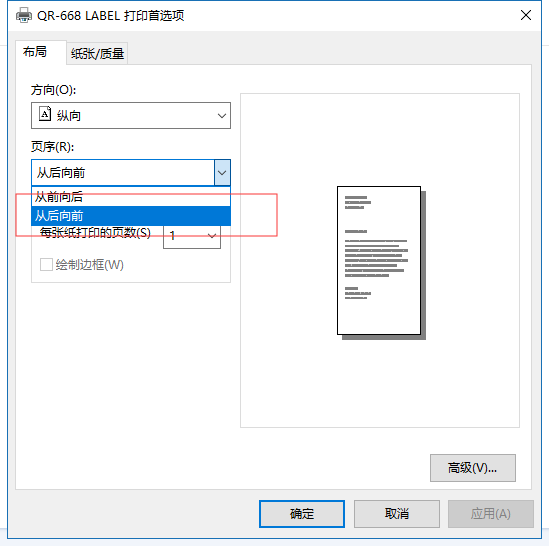 QR-668 LABEL 打印首选项
布局
纸张/质量
方向(O):
纵向
页序(R):
从后向前
从前向后
从后向前
每张纸打印的页数(S)
1
绘制边框(W)
高级(V)...
确定
取消
应用(A)